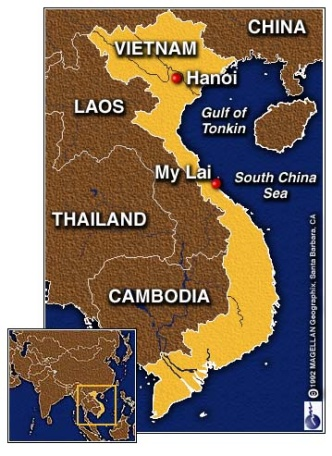 CHINA
VIETNAM
Hanoi
LAOS
Gulf of
Tonkin
My Lai
South China
Sea
THAILAND
CAMBODIA
© 1992 MAGELLAN Geographix, Santa Barbara, CA